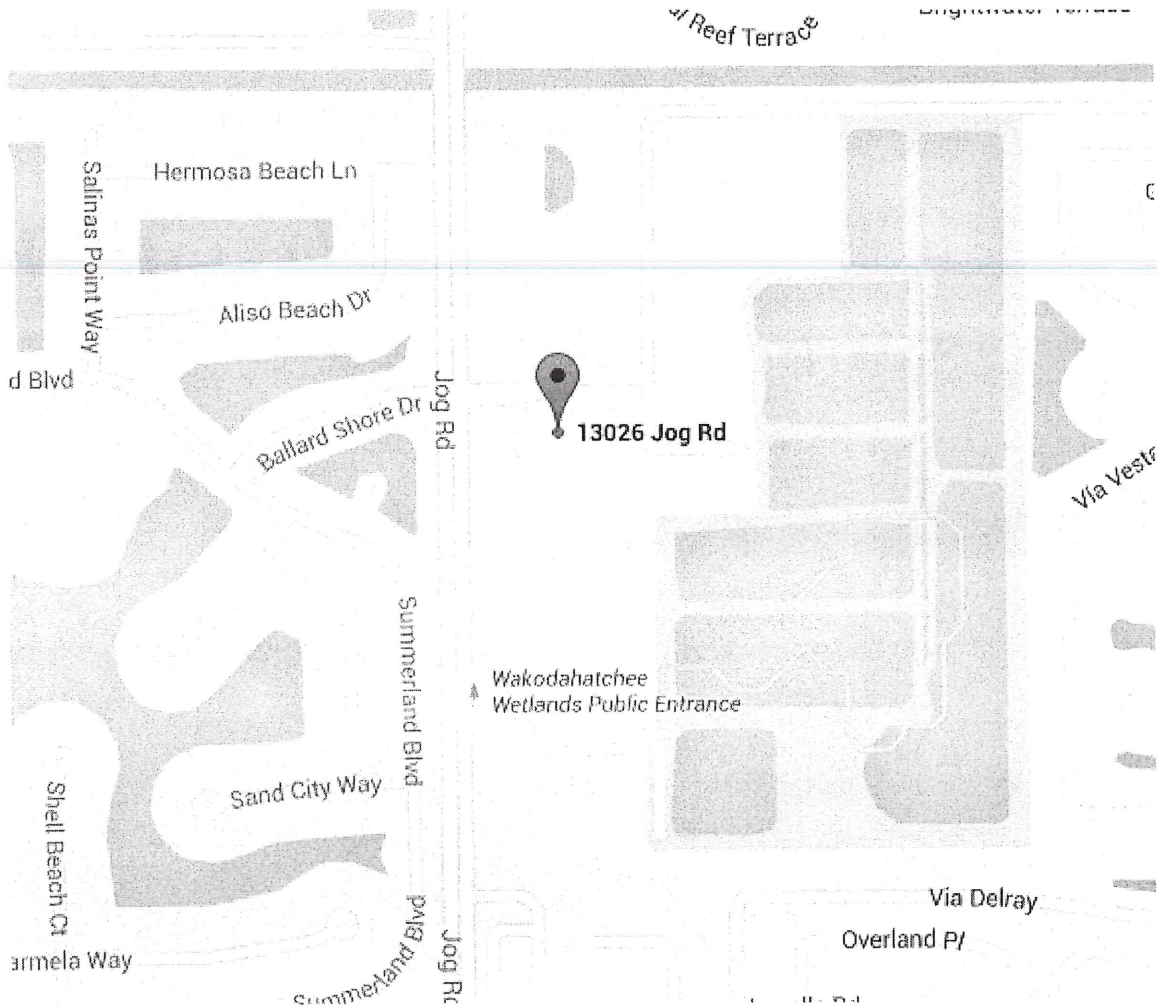 Reef Terrace
Hermosa Beach Ln
Salinas Point Way
Aliso Beach Dr
d Blvd
Jog Rd
Ballard Shore Dr
13026 Jog Rd
Via Veste
Summerland Blvd
Wakodahatchee
Wetlands Public Entrance
Sand City Way
Shell Beach Ct
Via Delray
Overland Pl
Jog Rd
armela Way
Summerland Blvd